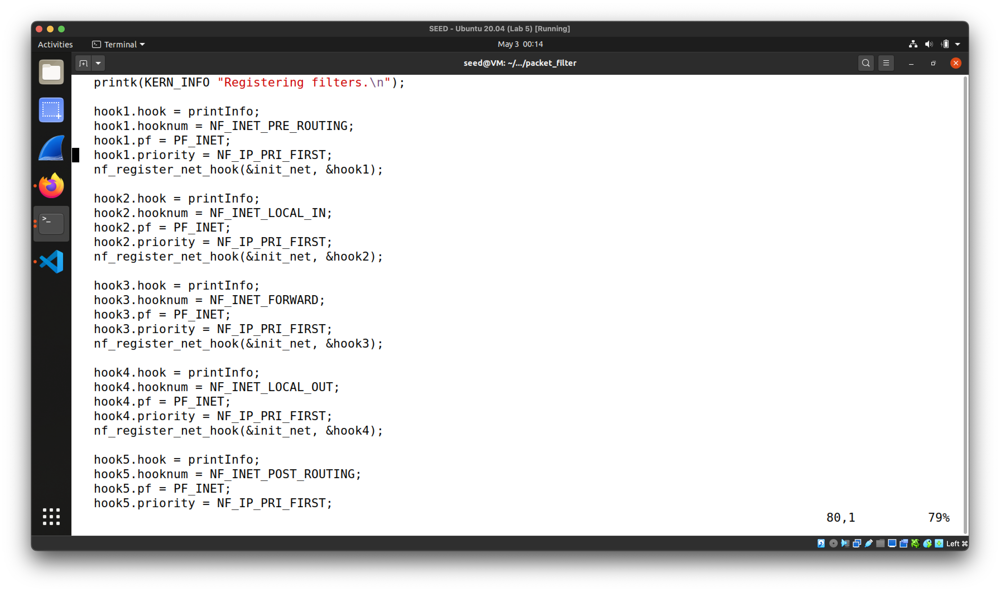 SEED - Ubuntu 20.04 (Lab 5) [Running]
Activities
Terminal
May 3 00:14
seed@VM: ~/.../packet_filter
printk(KERN_INFO "Registering filters.\n");
hook1.hook = printInfo;
hook1.hooknum = NF_INET_PRE_ROUTING;
hook1.pf = PF_INET;
hook1.priority = NF_IP_PRI_FIRST;
nf_register_net_hook(&init_net, &hook1);
hook2.hook = printInfo;
hook2.hooknum = NF_INET_LOCAL_IN;
hook2.pf = PF_INET;
hook2.priority = NF_IP_PRI_FIRST;
nf_register_net_hook(&init_net, &hook2);
hook3.hook = printInfo;
hook3.hooknum = NF_INET_FORWARD;
hook3.pf = PF_INET;
hook3.priority = NF_IP_PRI_FIRST;
nf_register_net_hook(&init_net, &hook3);
hook4.hook = printInfo;
hook4.hooknum = NF_INET_LOCAL_OUT;
hook4.pf = PF_INET;
hook4.priority = NF_IP_PRI_FIRST;
nf_register_net_hook(&init_net, &hook4);
hook5.hook = printInfo;
hook5.hooknum = NF_INET_POST_ROUTING;
hook5.pf = PF_INET;
hook5.priority = NF_IP_PRI_FIRST;
80,1 79%
Left ⌘